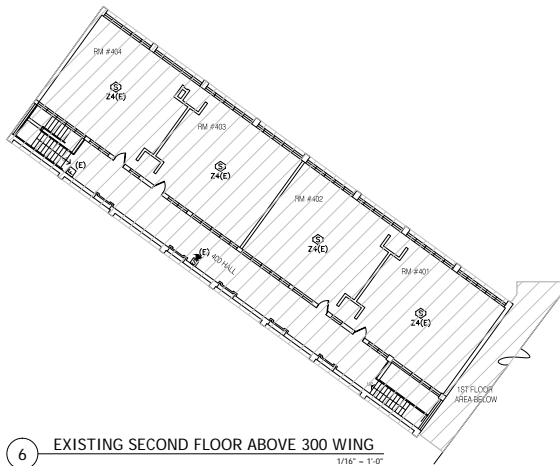 RM #404
S
Z4(E)
RM #403
(E)
S
Z4(E)
RM #402
(E)
400 HALL
S
Z4(E)
RM #401
S
Z4(E)
1ST FLOOR
AREA BELOW
6
EXISTING SECOND FLOOR ABOVE 300 WING
1/16" = 1'-0"